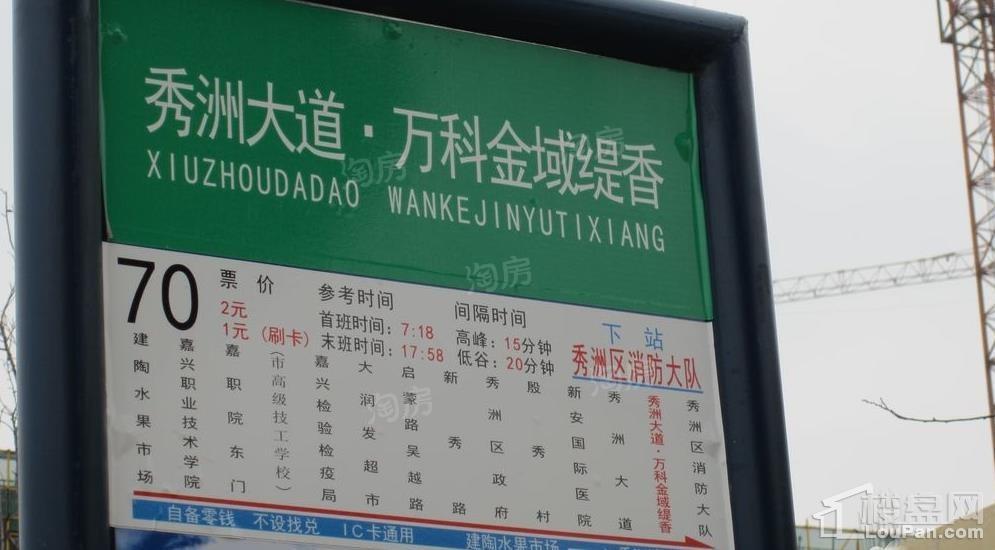 秀洲大道·万科金域缇香
XIUZHOUDADAO WANKEJINYUTIXIANG
70
票价
2元
1元(刷卡)
参考时间
首班时间:7:18
末班时间:17:58
间隔时间
高峰:15分钟
低谷:20分钟
下站
秀洲区消防大队
建陶水果市场
嘉兴职业技术学院
嘉职院东门
(市高级技工学校)
嘉兴检验检疫局
大润发超市
启蒙路吴越路
新秀路
秀洲区政府
殷秀村
新安国际医院
秀洲大道
秀洲大道·万科金域缇香
秀洲区消防大队
自备零钱 不设找兑 IC卡通用
建陶水果市场
淘房
淘房
淘房
淘房
楼盘网
LouPan.com